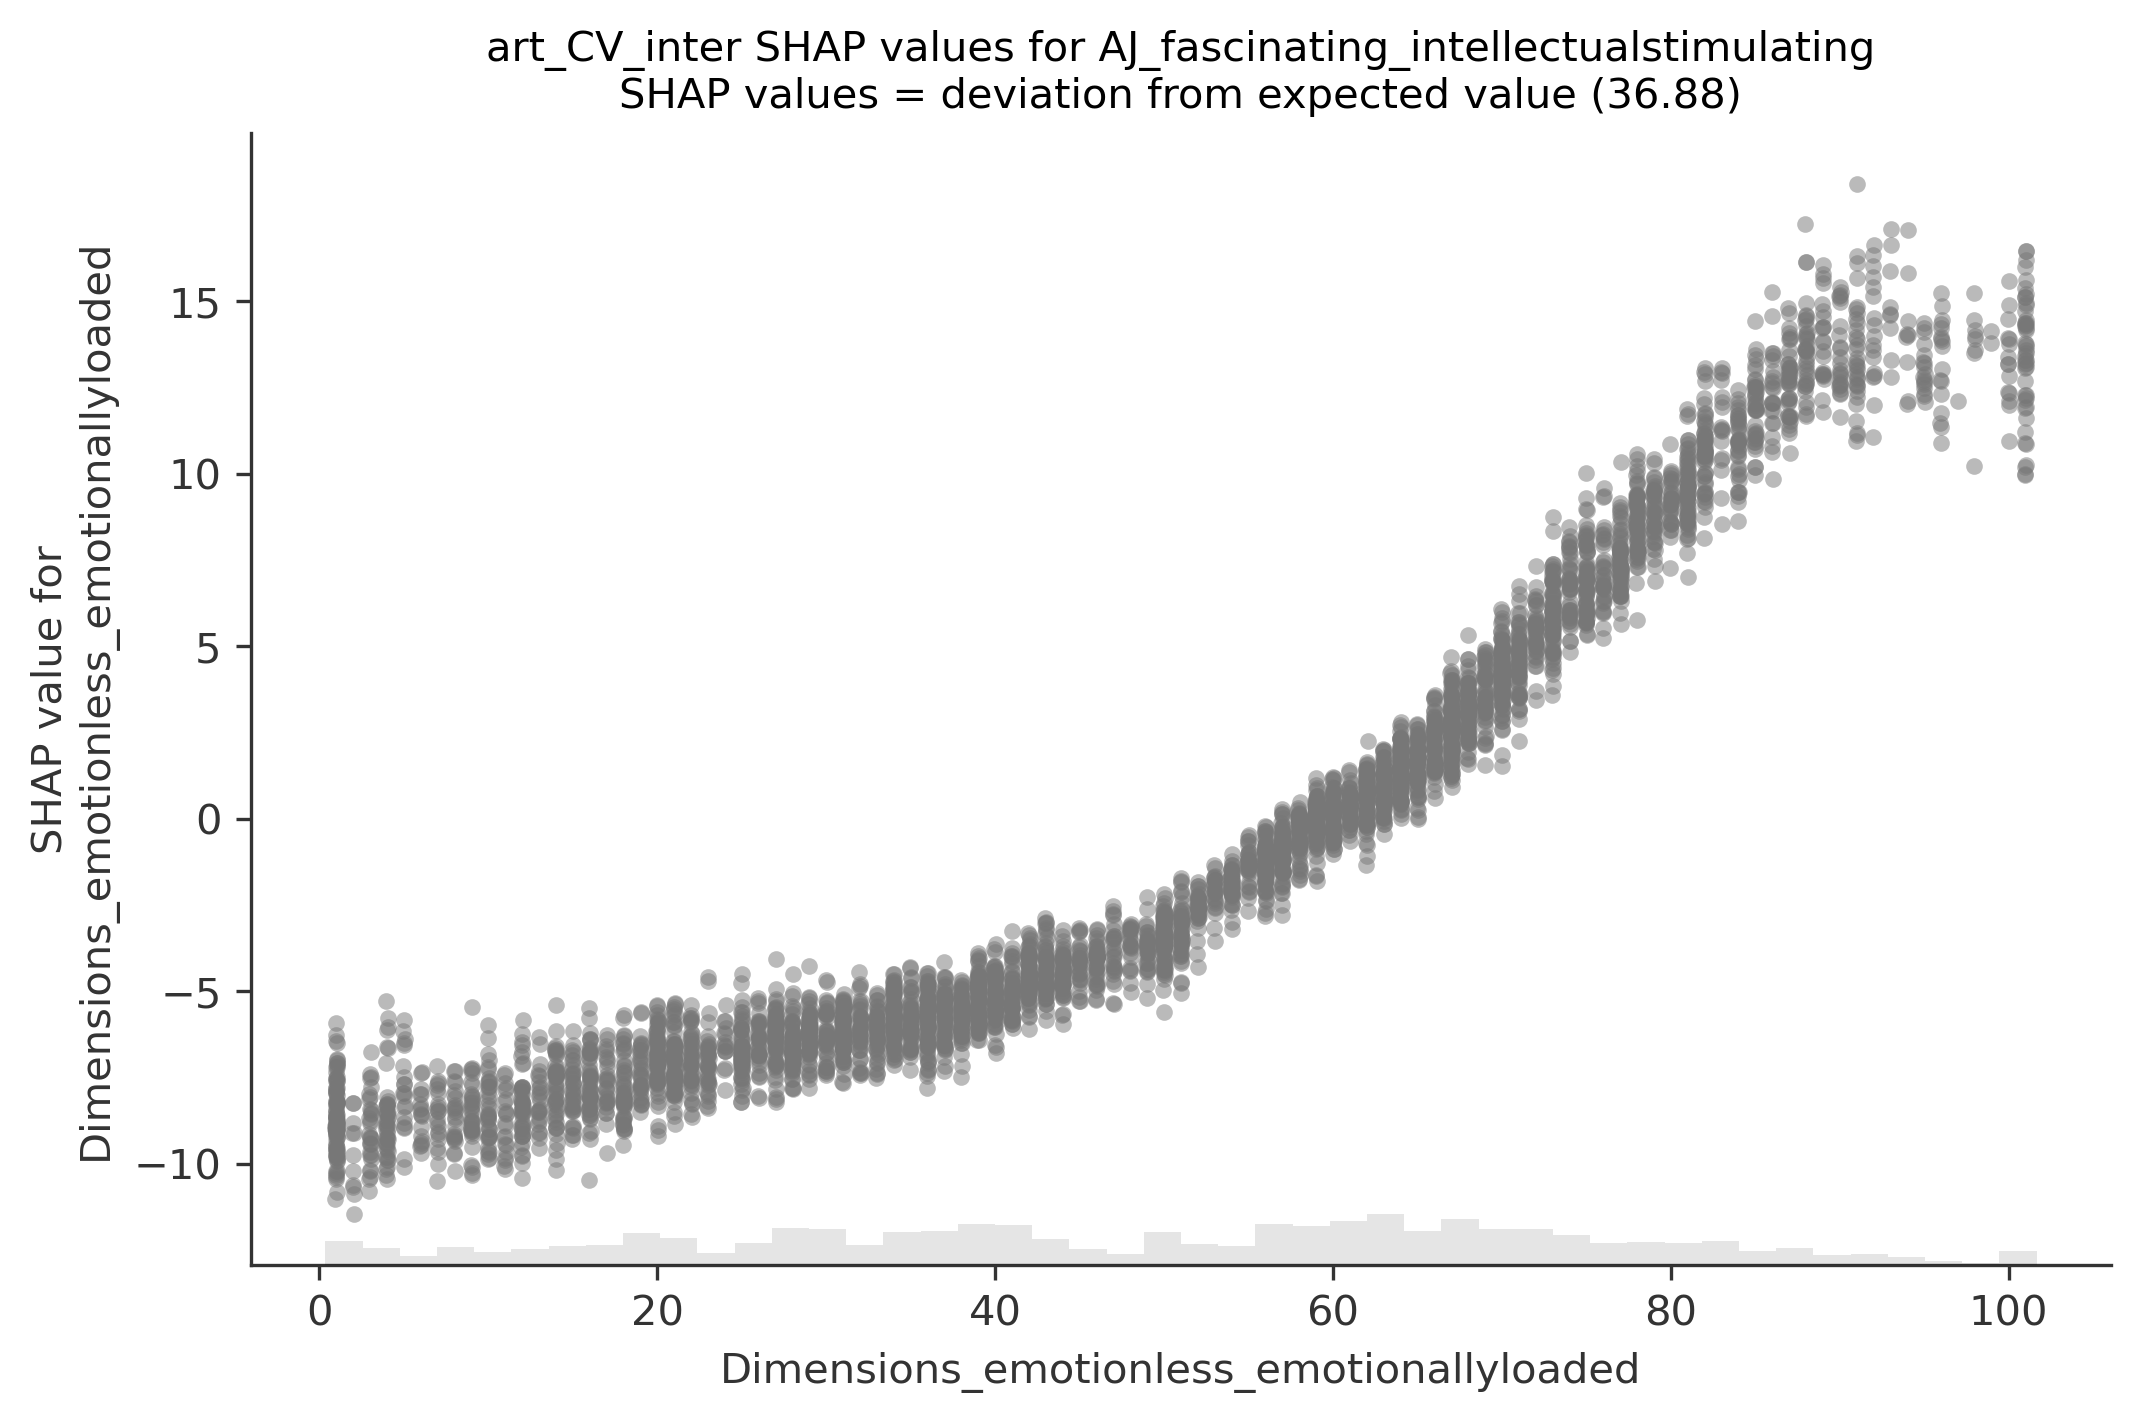 art_CV_inter SHAP values for AJ_fascinating_intellectualstimulating
SHAP values = deviation from expected value (36.88)
SHAP value for
Dimensions_emotionless_emotionallyloaded
15
10
5
0
−5
−10
0 20 40 60 80 100
Dimensions_emotionless_emotionallyloaded